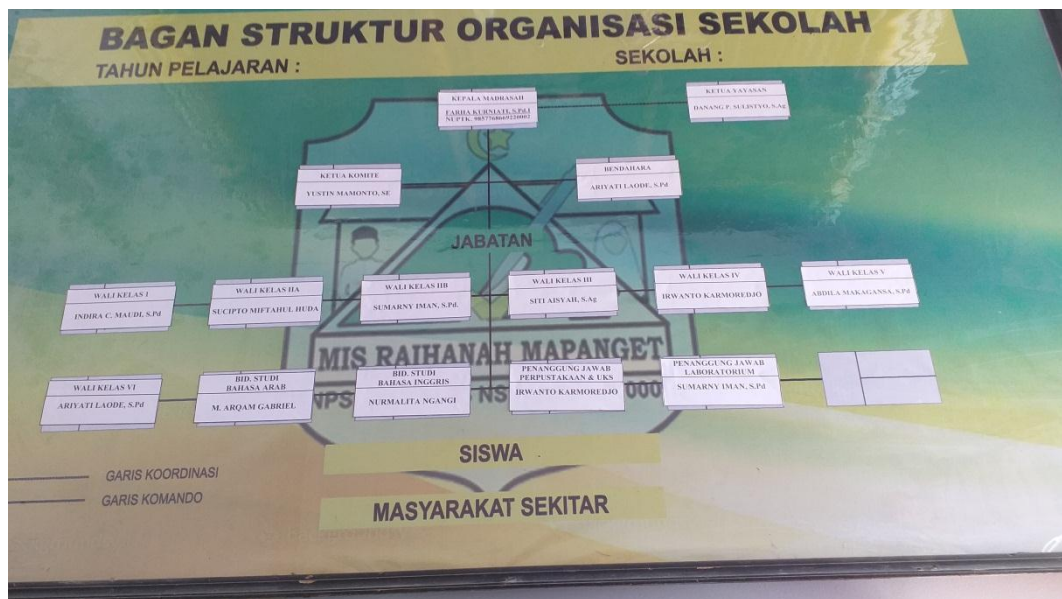 BAGAN STRUKTUR ORGANISASI SEKOLAH
TAHUN PELAJARAN :
SEKOLAH :
KEPALA MADRASAH
FARHA KURNIATI, S.Pd.I
NUPTK.
KETUA YAYASAN
DANANG P. SULISTYO, S.Ag
KETUA KOMITE
YUSTIN MAMONTO, SE
BENDAHARA
ARIYATI LAODE, S.Pd
JABATAN
WALI KELAS I
INDIRA C. MAUDI, S.Pd
WALI KELAS IIA
SUCIPTO MIFTAHUL HUDA
WALI KELAS IIB
SUMARNY IMAN, S.Pd.
WALI KELAS III
SITI AISYAH, S.Ag
WALI KELAS IV
IRWANTO KARMOREDJO
WALI KELAS V
ABDILA MAKAGANSA, S.Pd
MIS RAIHANAH MAPANGET
NPS NS 000
WALI KELAS VI
ARIYATI LAODE, S.Pd
BID. STUDI
BAHASA ARAB
M. ARQAM GABRIEL
BID. STUDI
BAHASA INGGRIS
NURMALITA NGANGI
PENANGGUNG JAWAB
PERPUSTAKAAN & UKS
IRWANTO KARMOREDJO
PENANGGUNG JAWAB
LABORATORIUM
SUMARNY IMAN, S.Pd
SISWA
MASYARAKAT SEKITAR
GARIS KOORDINASI
GARIS KOMANDO